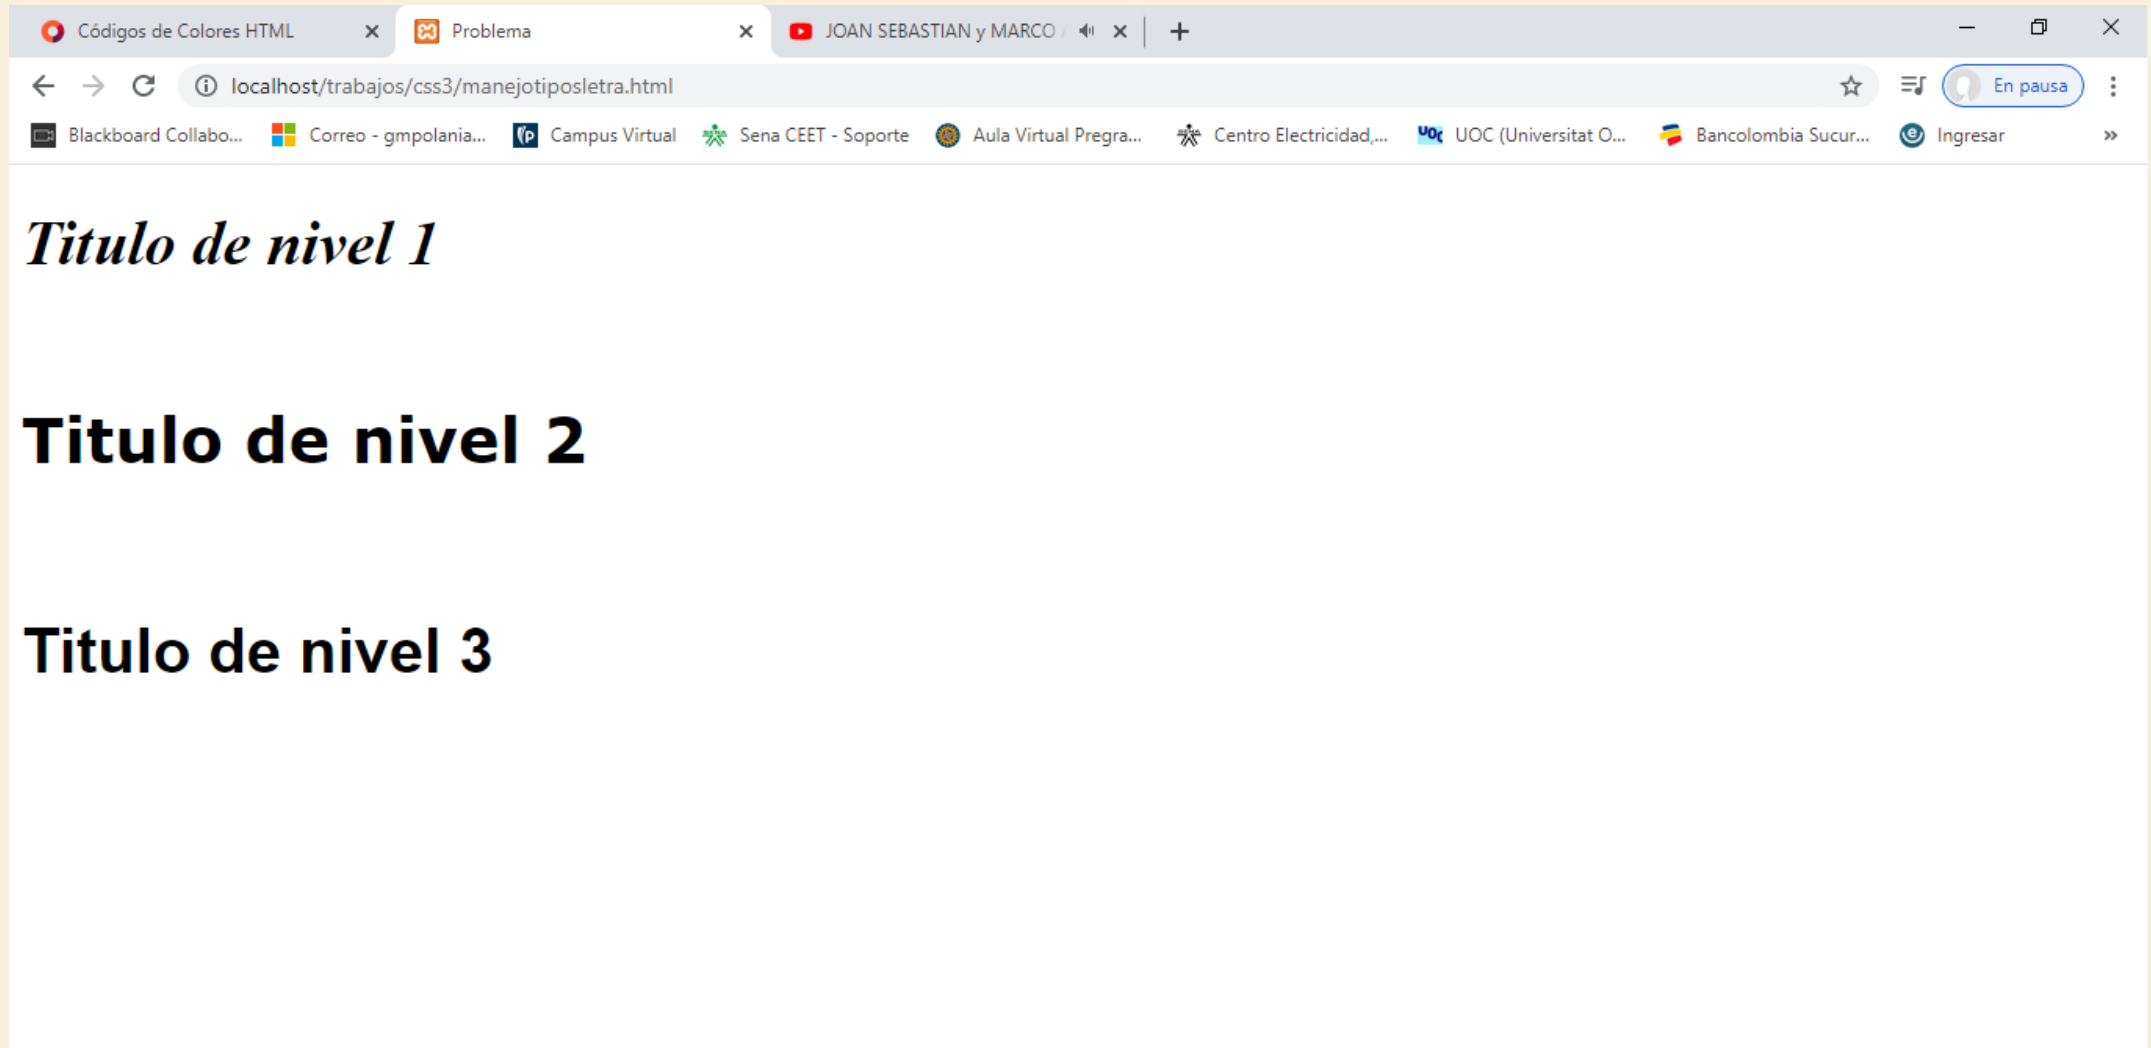 Códigos de Colores HTML
Problema
JOAN SEBASTIAN y MARCO
localhost/trabajos/css3/manejotiposletra.html
En pausa
Blackboard Collabo... Correo - gmpolania... Campus Virtual Sena CEET - Soporte Aula Virtual Pregra... Centro Electricidad,... UOC UOC (Universitat O... Bancolombia Sucur... Ingresar »
Titulo de nivel 1
Titulo de nivel 2
Titulo de nivel 3